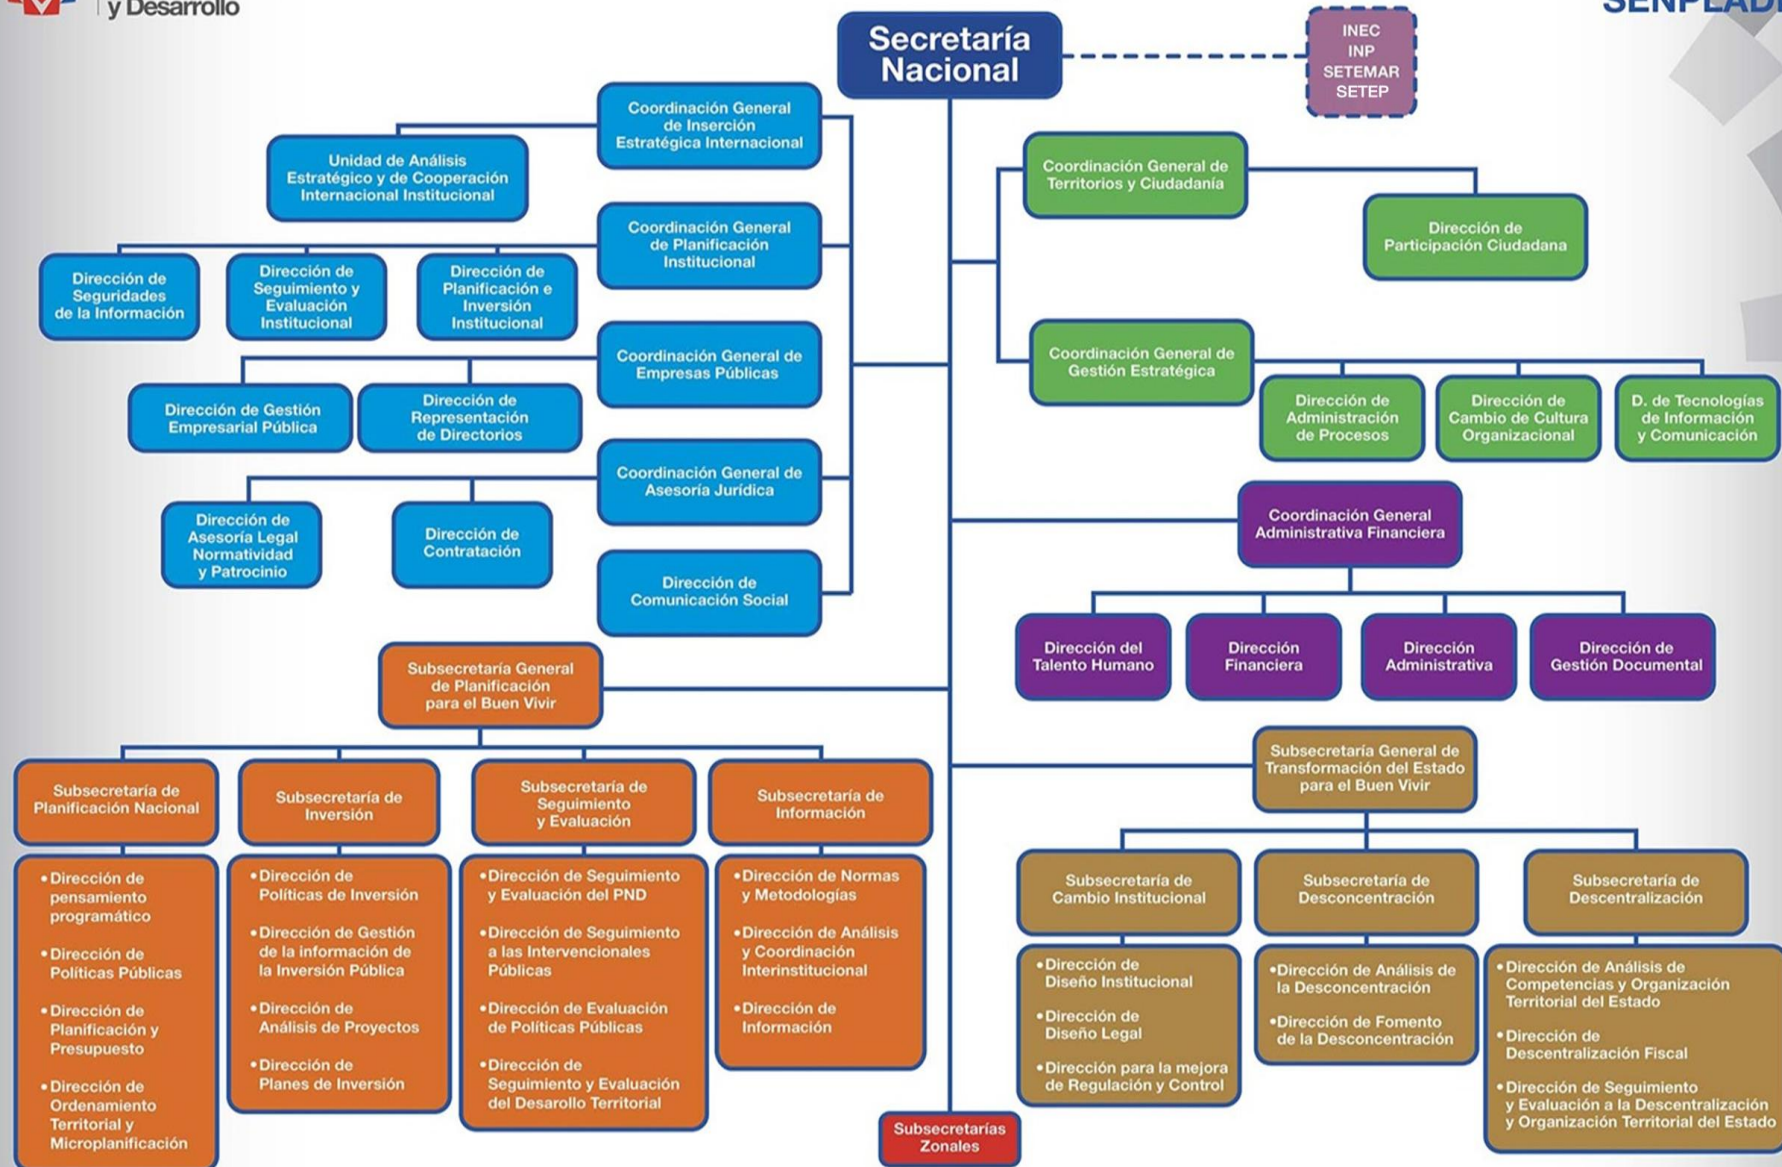 y Desarrollo
SENPLADE
Secretaría
Nacional
INEC
INP
SETEMAR
SETEP
Coordinación General
de Inserción
Estratégica Internacional
Unidad de Análisis
Estratégico y de Cooperación
Internacional Institucional
Coordinación General
de Planificación
Institucional
Dirección de
Seguridades
de la Información
Dirección de
Seguimiento y
Evaluación
Institucional
Dirección de
Planificación e
Inversión
Institucional
Coordinación General de
Empresas Públicas
Dirección de Gestión
Empresarial Pública
Dirección de
Representación
de Directorios
Coordinación General de
Asesoría Jurídica
Dirección de
Asesoría Legal
Normatividad
y Patrocinio
Dirección de
Contratación
Dirección de
Comunicación Social
Coordinación General de
Territorios y Ciudadanía
Dirección de
Participación Ciudadana
Coordinación General de
Gestión Estratégica
Dirección de
Administración
de Procesos
Dirección de
Cambio de Cultura
Organizacional
D. de Tecnologías
de Información
y Comunicación
Coordinación General
Administrativa Financiera
Dirección del
Talento Humano
Dirección
Financiera
Dirección
Administrativa
Dirección de
Gestión Documental
Subsecretaría General
de Planificación
para el Buen Vivir
Subsecretaría de
Planificación Nacional
•Dirección de
pensamiento
programático
•Dirección de
Políticas Públicas
•Dirección de
Planificación y
Presupuesto
•Dirección de
Ordenamiento
Territorial y
Microplanificación
Subsecretaría de
Inversión
•Dirección de
Políticas de Inversión
•Dirección de Gestión
de la información de
la Inversión Pública
•Dirección de
Análisis de Proyectos
•Dirección de
Planes de Inversión
Subsecretaría de
Seguimiento
y Evaluación
•Dirección de Seguimiento
y Evaluación del PND
•Dirección de Seguimiento
a las Intervencionales
Públicas
•Dirección de Evaluación
de Políticas Públicas
•Dirección de
Seguimiento y Evaluación
del Desarollo Territorial
Subsecretaría de
Información
•Dirección de Normas
y Metodologías
•Dirección de Análisis
y Coordinación
Interinstitucional
•Dirección de
Información
Subsecretaría General de
Transformación del Estado
para el Buen Vivir
Subsecretaría de
Cambio Institucional
•Dirección de
Diseño Institucional
•Dirección de
Diseño Legal
•Dirección para la mejora
de Regulación y Control
Subsecretaría de
Desconcentración
•Dirección de Análisis de
la Desconcentración
•Dirección de Fomento
de la Desconcentración
Subsecretaría de
Descentralización
•Dirección de Análisis de
Competencias y Organización
Territorial del Estado
•Dirección de
Descentralización Fiscal
•Dirección de Seguimiento
y Evaluación a la Descentralización
y Organización Territorial del Estado
Subsecretarías
Zonales